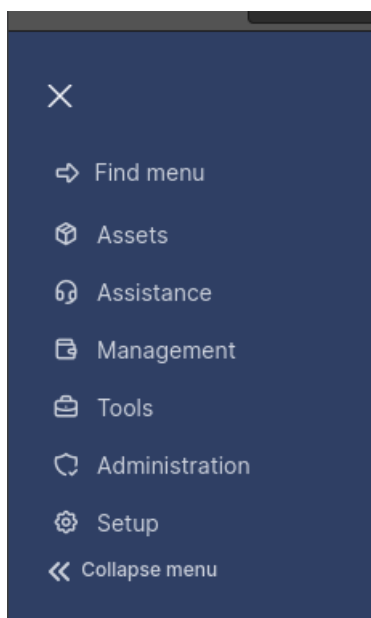 Find menu
Assets
Assistance
Management
Tools
Administration
Setup
Collapse menu